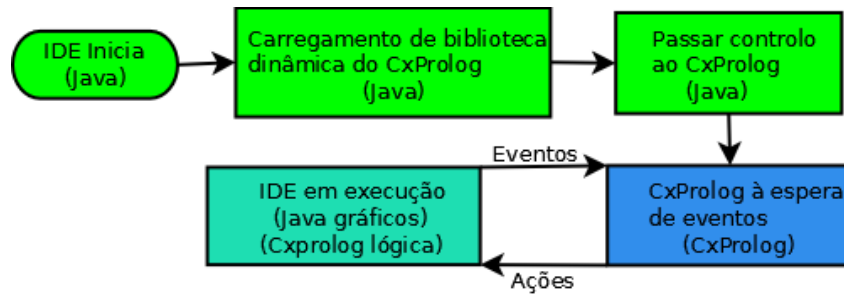 IDE Inicia
(Java)
Carregamento de biblioteca
dinâmica do CxProlog
(Java)
Passar controlo
ao CxProlog
(Java)
Eventos
IDE em execução
(Java gráficos)
(Cxprolog lógica)
CxProlog à espera
de eventos
(CxProlog)
Ações